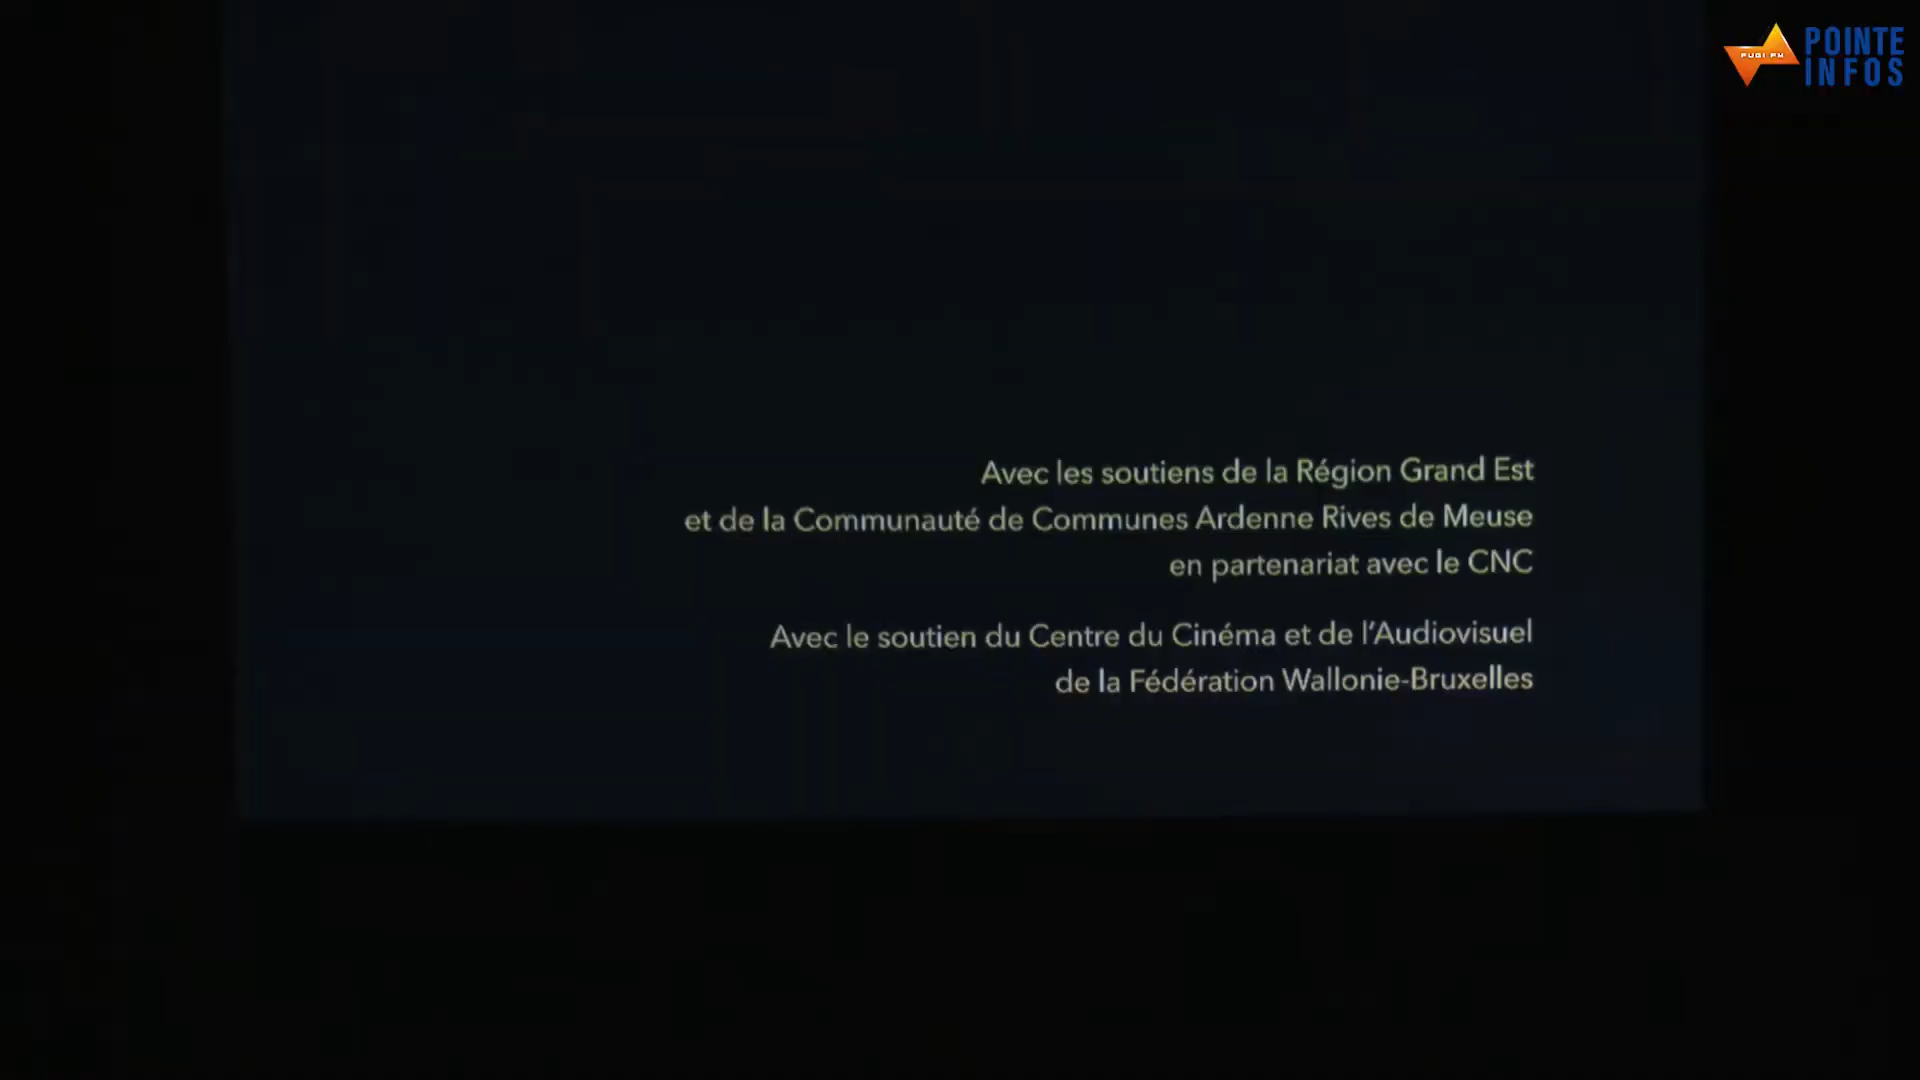 PUGI FM
POINTE
INFOS
Avec les soutiens de la Région Grand Est
et de la Communauté de Communes Ardenne Rives de Meuse
en partenariat avec le CNC
Avec le soutien du Centre du Cinéma et de l'Audiovisuel
de la Fédération Wallonie-Bruxelles